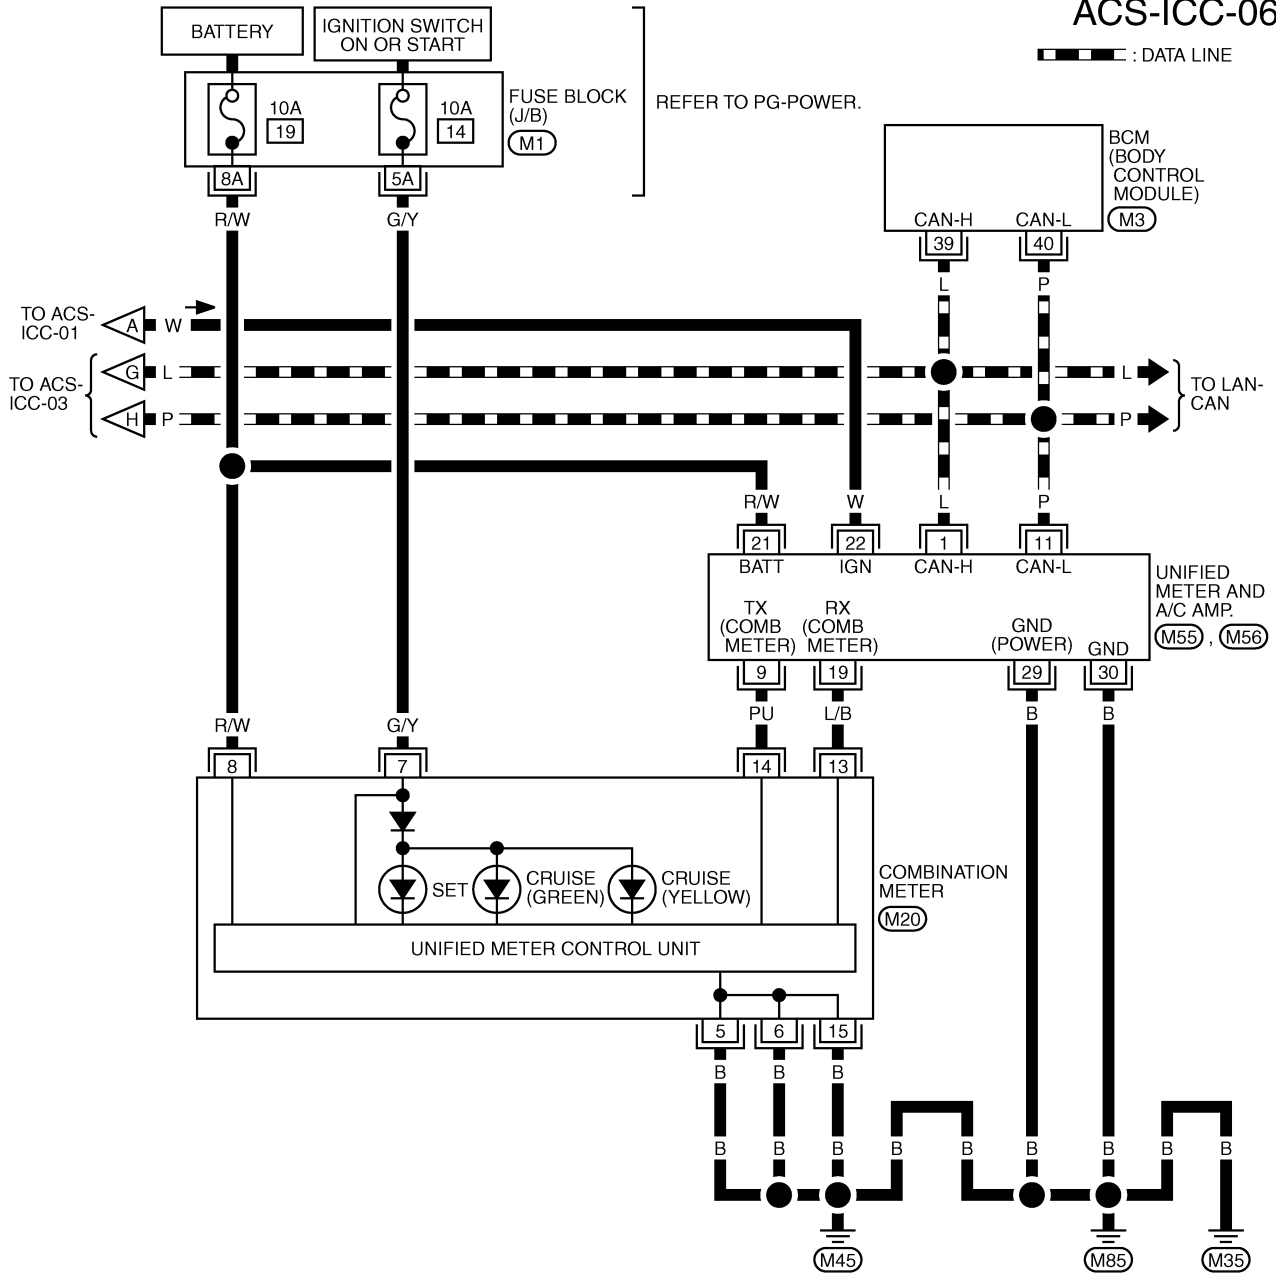 ACS-ICC-06
: DATA LINE
BATTERY
IGNITION SWITCH
ON OR START
10A
19
10A
14
FUSE BLOCK
(J/B)
M1
REFER TO PG-POWER.
8A
5A
R/W
G/Y
BCM
(BODY
CONTROL
MODULE)
M3
CAN-H
CAN-L
39
40
L
P
TO ACS-
ICC-01
A
W
TO ACS-
ICC-03
G
L
H
P
L
P
TO LAN-
CAN
R/W
W
L
P
21
22
1
11
BATT
IGN
CAN-H
CAN-L
TX
(COMB
METER)
RX
(COMB
METER)
GND
(POWER)
GND
UNIFIED
METER AND
A/C AMP.
M55 , M56
9
19
29
30
PU
L/B
B
B
R/W
G/Y
8
7
14
13
SET
CRUISE
(GREEN)
CRUISE
(YELLOW)
COMBINATION
METER
M20
UNIFIED METER CONTROL UNIT
5
6
15
B
B
B
B
B
B
B
B
B
B
B
B
M45
M85
M35